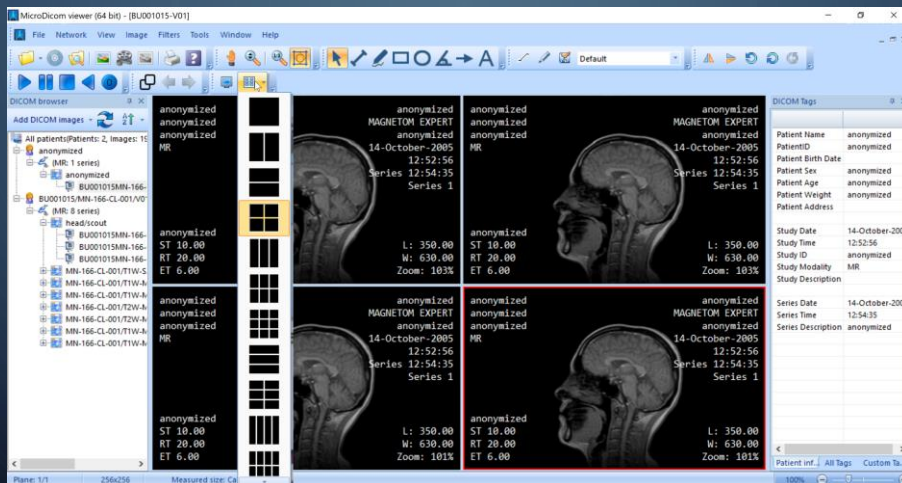 MicroDicom viewer (64 bit) - [BU001015-V01]
File Network View Image Filters Tools Window Help
Default
DICOM browser
Add DICOM images
All patients(Patients: 2, Images: 19
anonymized
(MR: 1 series)
anonymized
BU001015MN-166-
BU001015/MN-166-CL-001/V0
(MR: 8 series)
head/scout
BU001015MN-166-
BU001015MN-166-
BU001015MN-166-
MN-166-CL-001/T1W-S
MN-166-CL-001/T1W-M
MN-166-CL-001/T1W-M
MN-166-CL-001/T2W-M
MN-166-CL-001/T2W-M
MN-166-CL-001/T1W-M
MN-166-CL-001/T1W-M
anonymized
anonymized
anonymized
MR
anonymized
MAGNETOM EXPERT
anonymized
14-October-2005
12:52:56
Series 12:54:35
Series 1
anonymized
ST 10.00
RT 20.00
ET 6.00
L: 350.00
W: 630.00
Zoom: 103%
anonymized
anonymized
anonymized
MR
anonymized
MAGNETOM EXPERT
anonymized
14-October-2005
12:52:56
Series 12:54:35
Series 1
anonymized
ST 10.00
RT 20.00
ET 6.00
L: 350.00
W: 630.00
Zoom: 103%
anonymized
anonymized
anonymized
MR
anonymized
MAGNETOM EXPERT
anonymized
14-October-2005
12:52:56
Series 12:54:35
Series 1
anonymized
ST 10.00
RT 20.00
ET 6.00
L: 350.00
W: 630.00
Zoom: 101%
anonymized
anonymized
anonymized
MR
anonymized
MAGNETOM EXPERT
anonymized
14-October-2005
12:52:56
Series 12:54:35
Series 1
anonymized
ST 10.00
RT 20.00
ET 6.00
L: 350.00
W: 630.00
Zoom: 101%
DICOM Tags
Patient Name anonymized
PatientID anonymized
Patient Birth Date
Patient Sex anonymized
Patient Age anonymized
Patient Weight anonymized
Patient Address
Study Date 14-October-200
Study Time 12:52:56
Study ID anonymized
Study Modality MR
Study Description
Series Date 14-October-200
Series Time 12:54:35
Series Description anonymized
Patient inf... All Tags Custom Ta...
Plane: 1/1 256x256 Measured size: Ca 100%